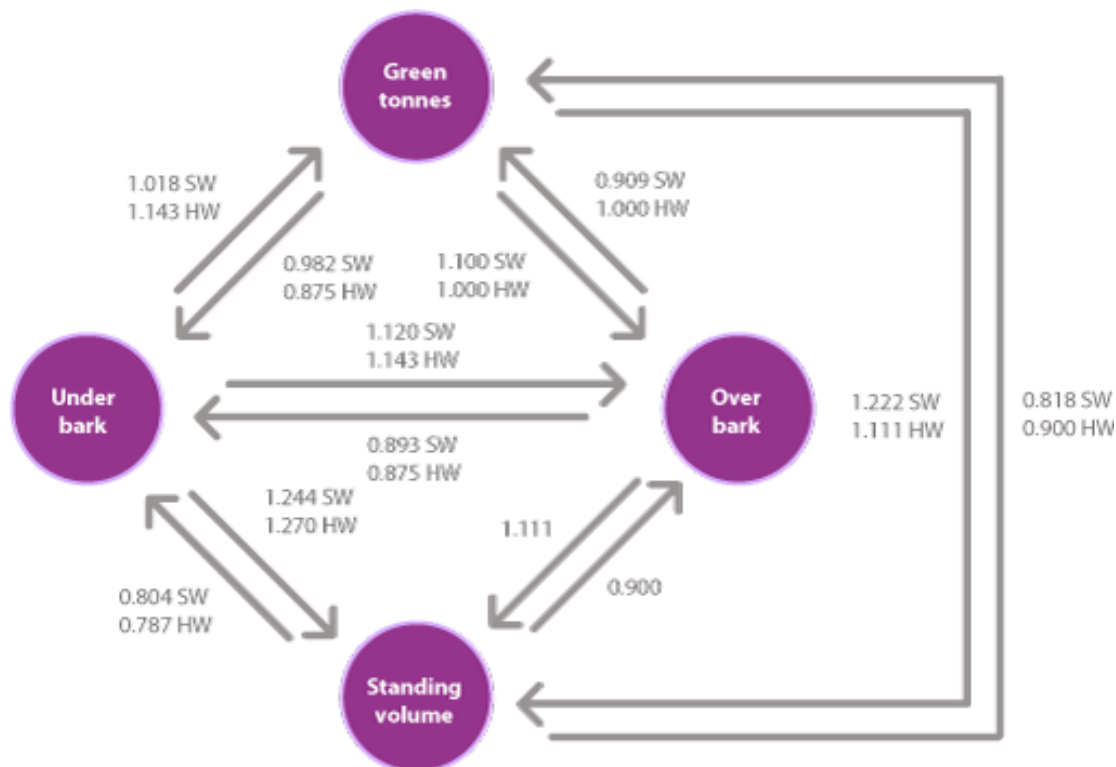 Green
tonnes
1.018 SW
1.143 HW
0.909 SW
1.000 HW
0.982 SW
0.875 HW
1.100 SW
1.000 HW
1.120 SW
1.143 HW
Under
bark
Over
bark
1.222 SW
1.111 HW
0.818 SW
0.900 HW
0.893 SW
0.875 HW
1.244 SW
1.270 HW
1.111
0.804 SW
0.787 HW
0.900
Standing
volume